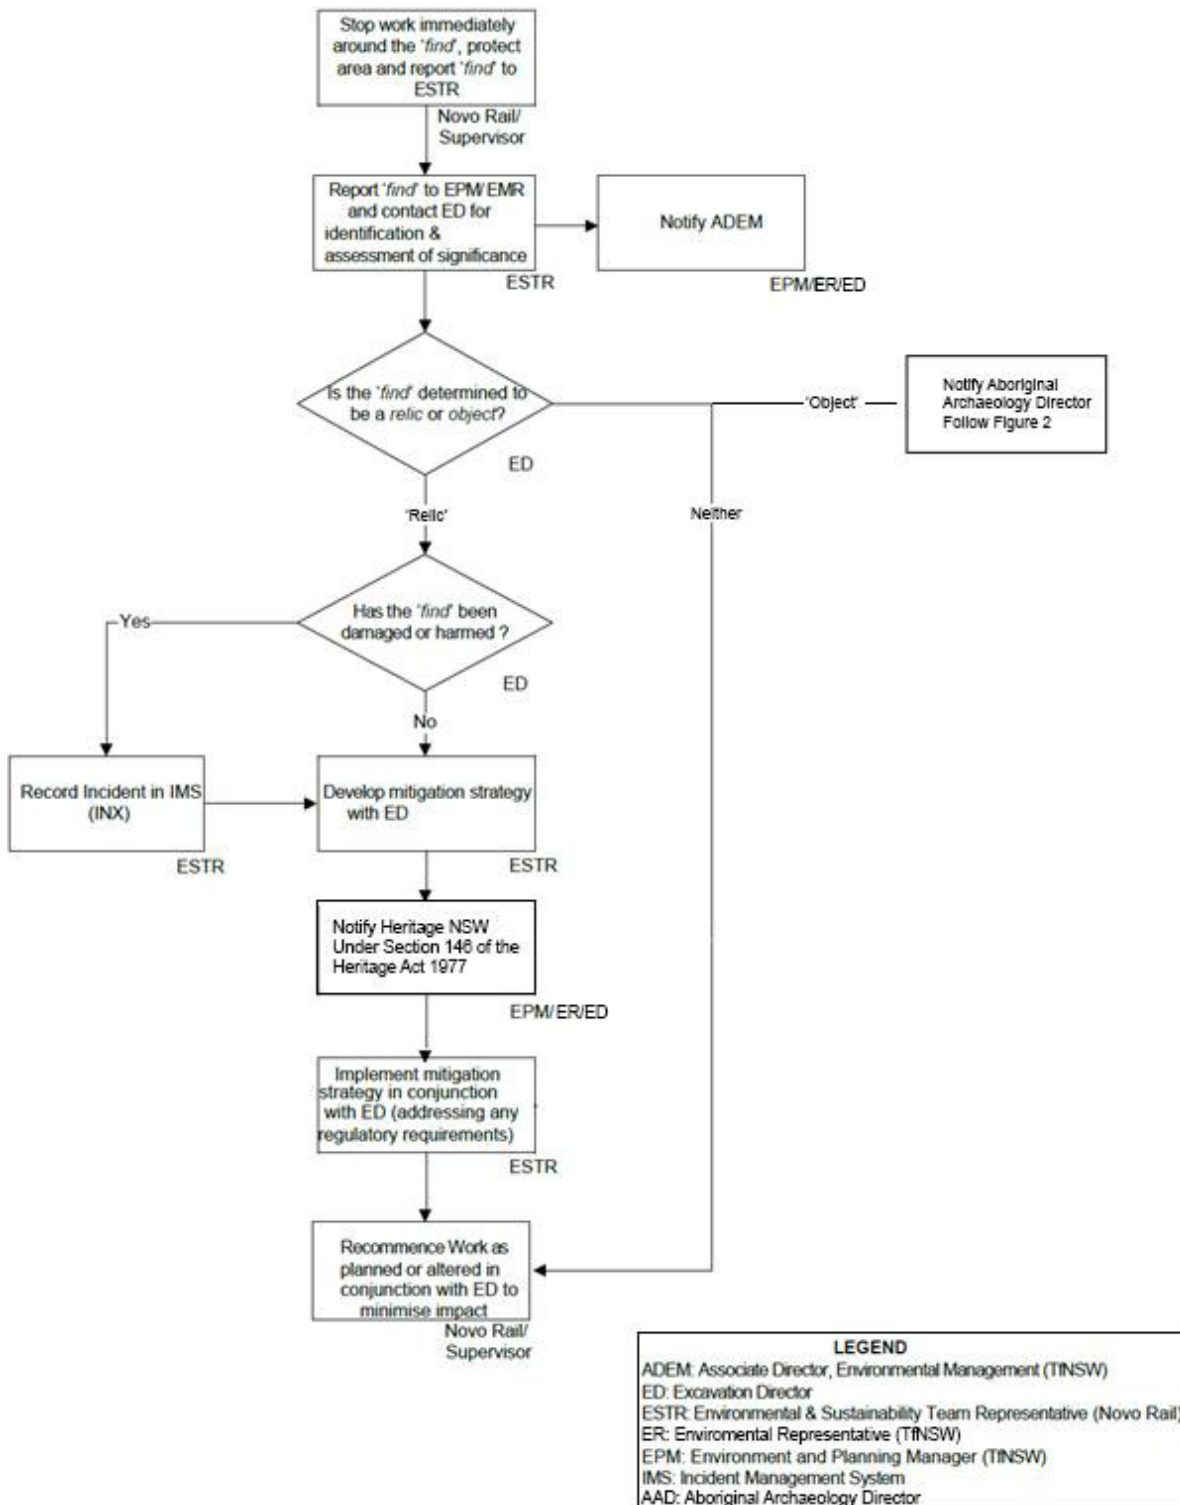 Stop work immediately
around the 'find', protect
area and report 'find' to
ESTR
Novo Rail/
Supervisor
Report 'find' to EPM/EMR
and contact ED for
identification &
assessment of significance
ESTR
Notify ADEM
EPM/ER/ED
Is the 'find' determined to
be a relic or object?
ED
'Object'
Notify Aboriginal
Archaeology Director
Follow Figure 2
'Relic'
Neither
Has the 'find' been
damaged or harmed ?
ED
Yes
No
Record Incident in IMS
(INX)
ESTR
Develop mitigation strategy
with ED
ESTR
Notify Heritage NSW
Under Section 146 of the
Heritage Act 1977
EPM/ER/ED
Implement mitigation
strategy in conjunction
with ED (addressing any
regulatory requirements)
ESTR
Recommence Work as
planned or altered in
conjunction with ED to
minimise impact
Novo Rail/
Supervisor
LEGEND
ADEM: Associate Director, Environmental Management (TfNSW)
ED: Excavation Director
ESTR: Environmental & Sustainability Team Representative (Novo Rail)
ER: Enviromental Representative (TfNSW)
EPM: Environment and Planning Manager (TfNSW)
IMS: Incident Management System
AAD: Aboriginal Archaeology Director